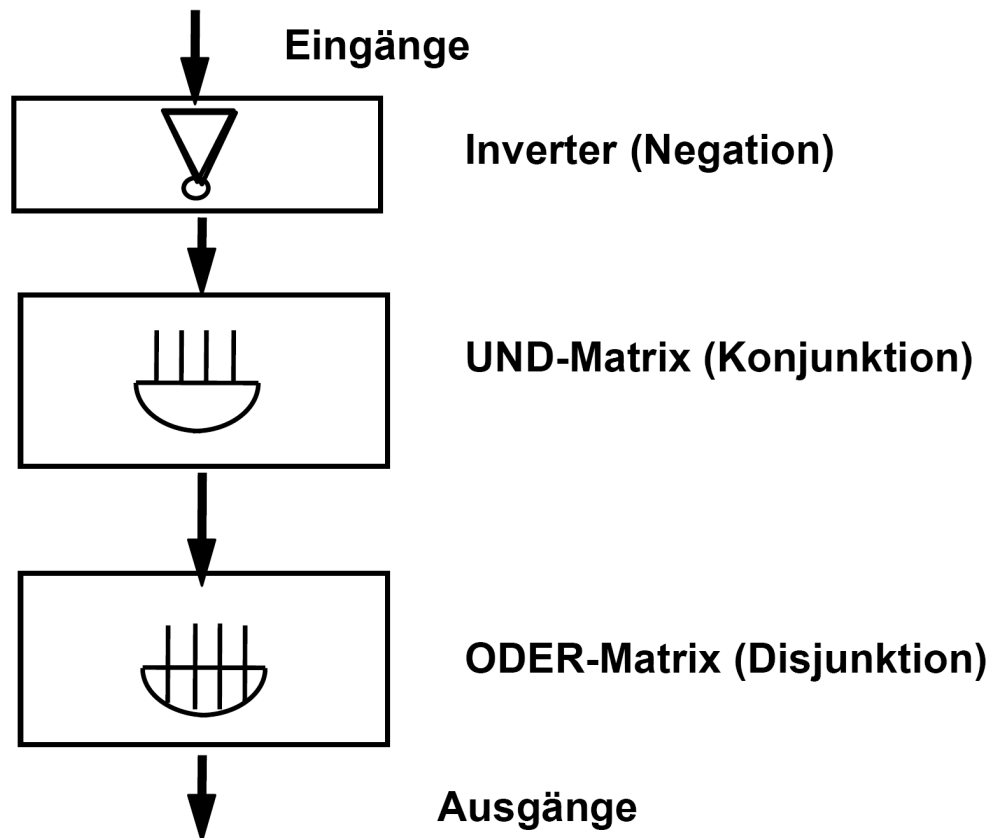 Eingänge
Inverter (Negation)
UND-Matrix (Konjunktion)
ODER-Matrix (Disjunktion)
Ausgänge